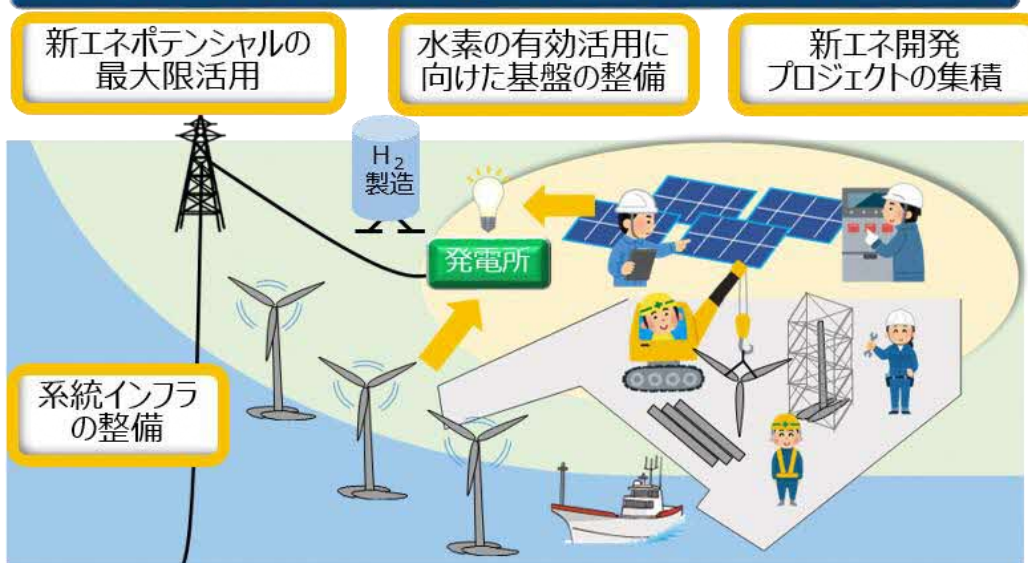 新エネポテンシャルの
最大限活用
水素の有効活用に
向けた基盤の整備
新エネ開発
プロジェクトの集積
H₂
製造
発電所
系統インフラ
の整備